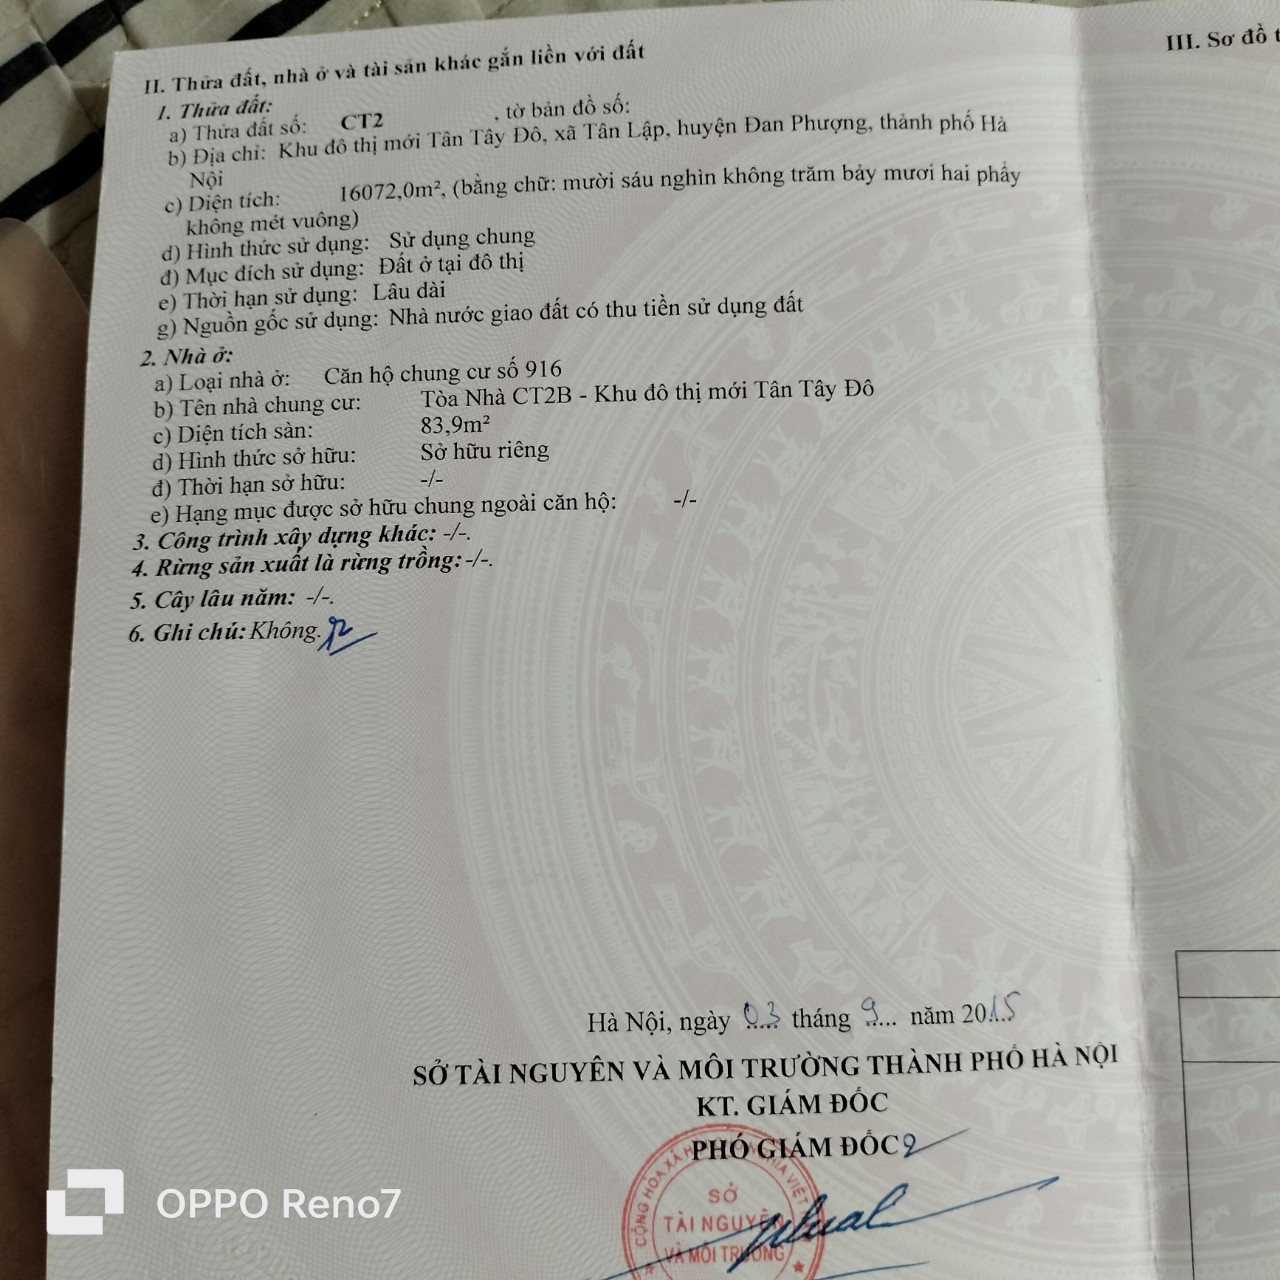 II. Thửa đất, nhà ở và tài sản khác gắn liền với đất
1. Thửa đất:
a) Thửa đất số: CT2 , tờ bản đồ số:
b) Địa chỉ: Khu đô thị mới Tân Tây Đô, xã Tân Lập, huyện Đan Phượng, thành phố Hà
Nội
c) Diện tích: 16072,0m², (bằng chữ: mười sáu nghìn không trăm bảy mươi hai phẩy
không mét vuông)
d) Hình thức sử dụng: Sử dụng chung
đ) Mục đích sử dụng: Đất ở tại đô thị
e) Thời hạn sử dụng: Lâu dài
g) Nguồn gốc sử dụng: Nhà nước giao đất có thu tiền sử dụng đất
2. Nhà ở:
a) Loại nhà ở: Căn hộ chung cư số 916
b) Tên nhà chung cư: Tòa Nhà CT2B - Khu đô thị mới Tân Tây Đô
c) Diện tích sàn: 83,9m²
d) Hình thức sở hữu: Sở hữu riêng
đ) Thời hạn sở hữu: -/-
e) Hạng mục được sở hữu chung ngoài căn hộ: -/-
3. Công trình xây dựng khác: -/-.
4. Rừng sản xuất là rừng trồng: -/-.
5. Cây lâu năm: -/-.
6. Ghi chú: Không.
III. Sơ đồ t
Hà Nội, ngày 03 tháng 9 năm 2015
SỞ TÀI NGUYÊN VÀ MÔI TRƯỜNG THÀNH PHỐ HÀ NỘI
KT. GIÁM ĐỐC
PHÓ GIÁM ĐỐC
CỘNG HÒA XÃ HỘI CHỦ NGHĨA VIỆT
SỞ
TÀI NGUYÊN
VÀ MÔI TRƯỜNG
OPPO Reno7